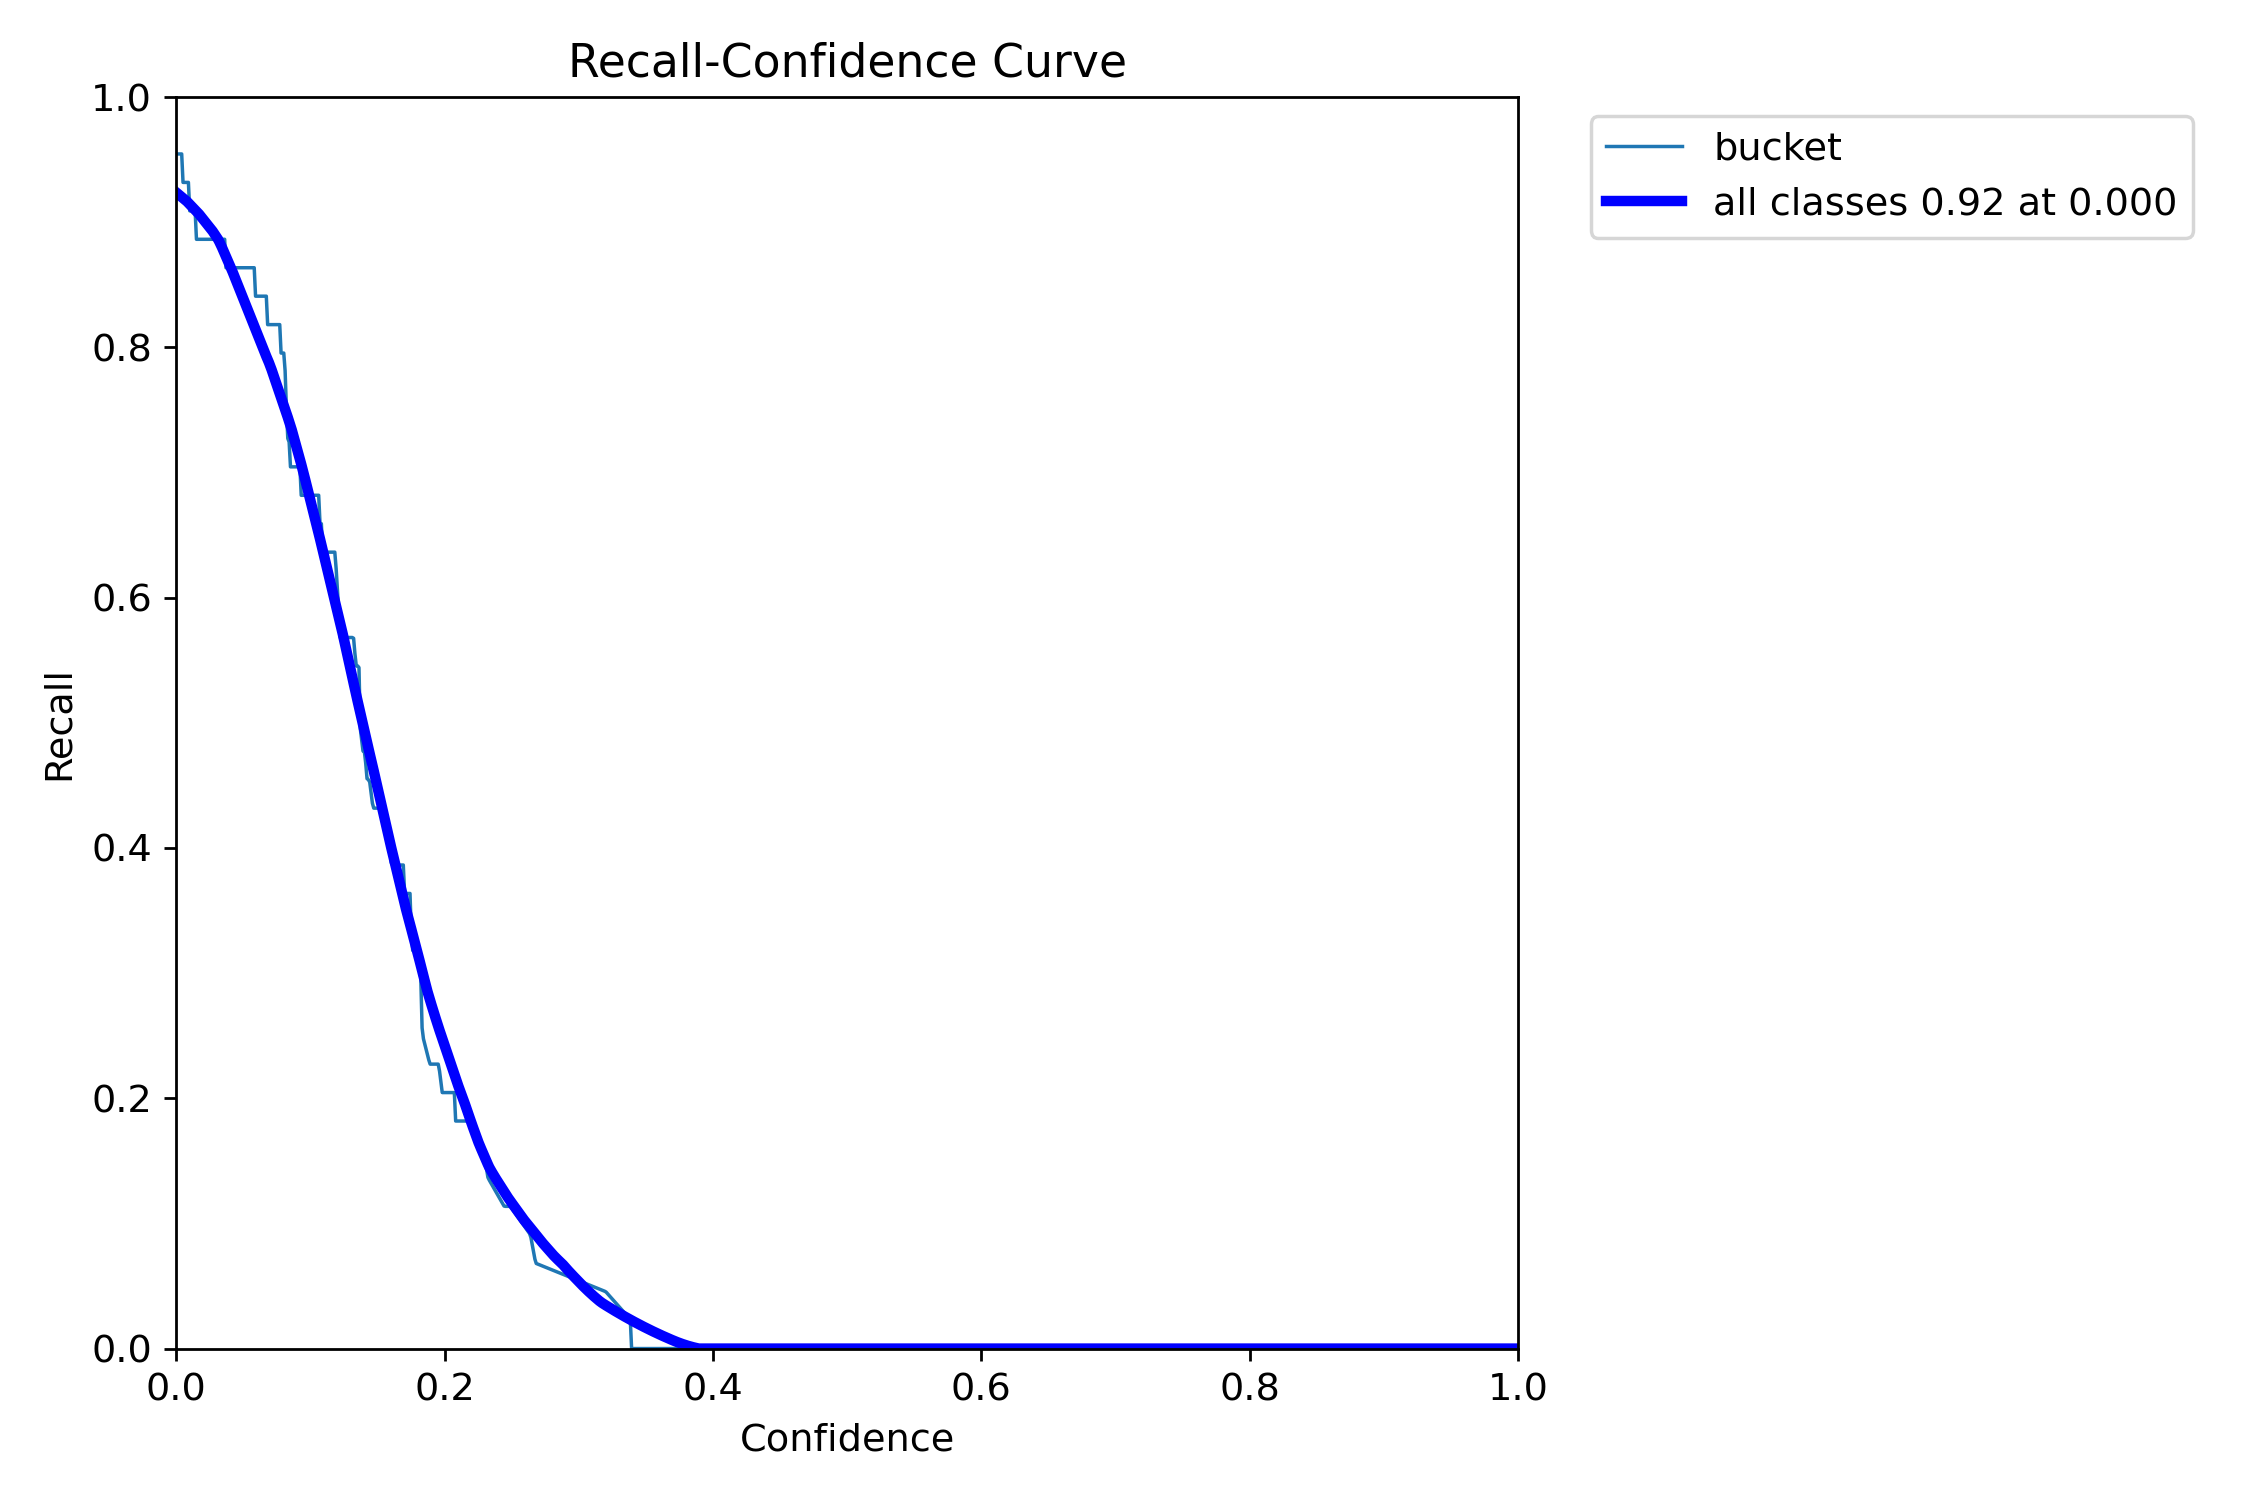 Recall-Confidence Curve
1.0
0.8
0.6
0.4
0.2
0.0
Recall
0.0 0.2 0.4 0.6 0.8 1.0
Confidence
bucket
all classes 0.92 at 0.000